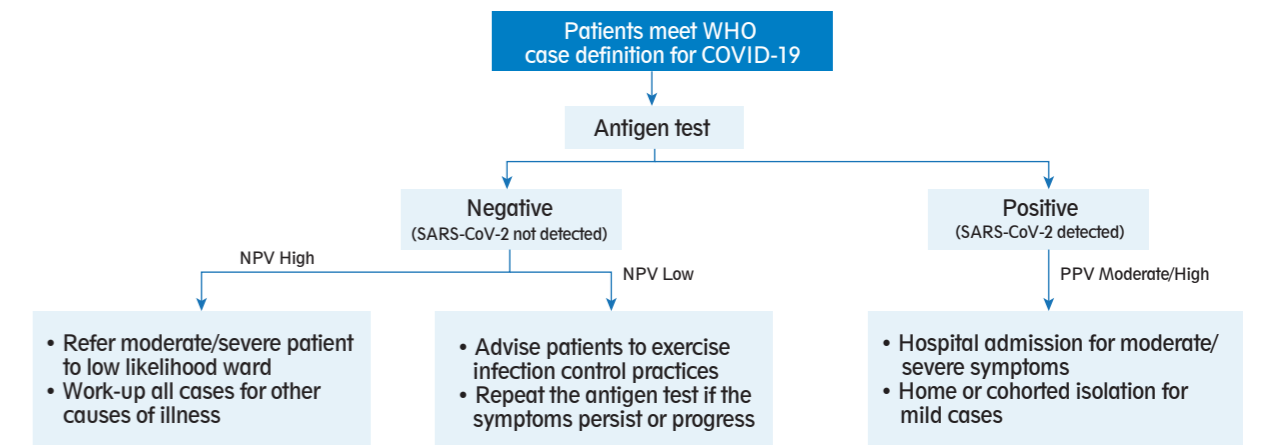 Patients meet WHO
case definition for COVID-19
Antigen test
Negative
(SARS-CoV-2 not detected)
Positive
(SARS-CoV-2 detected)
NPV High
NPV Low
PPV Moderate/High
• Refer moderate/severe patient
to low likelihood ward
• Work-up all cases for other
causes of illness
• Advise patients to exercise
infection control practices
• Repeat the antigen test if the
symptoms persist or progress
• Hospital admission for moderate/
severe symptoms
• Home or cohorted isolation for
mild cases